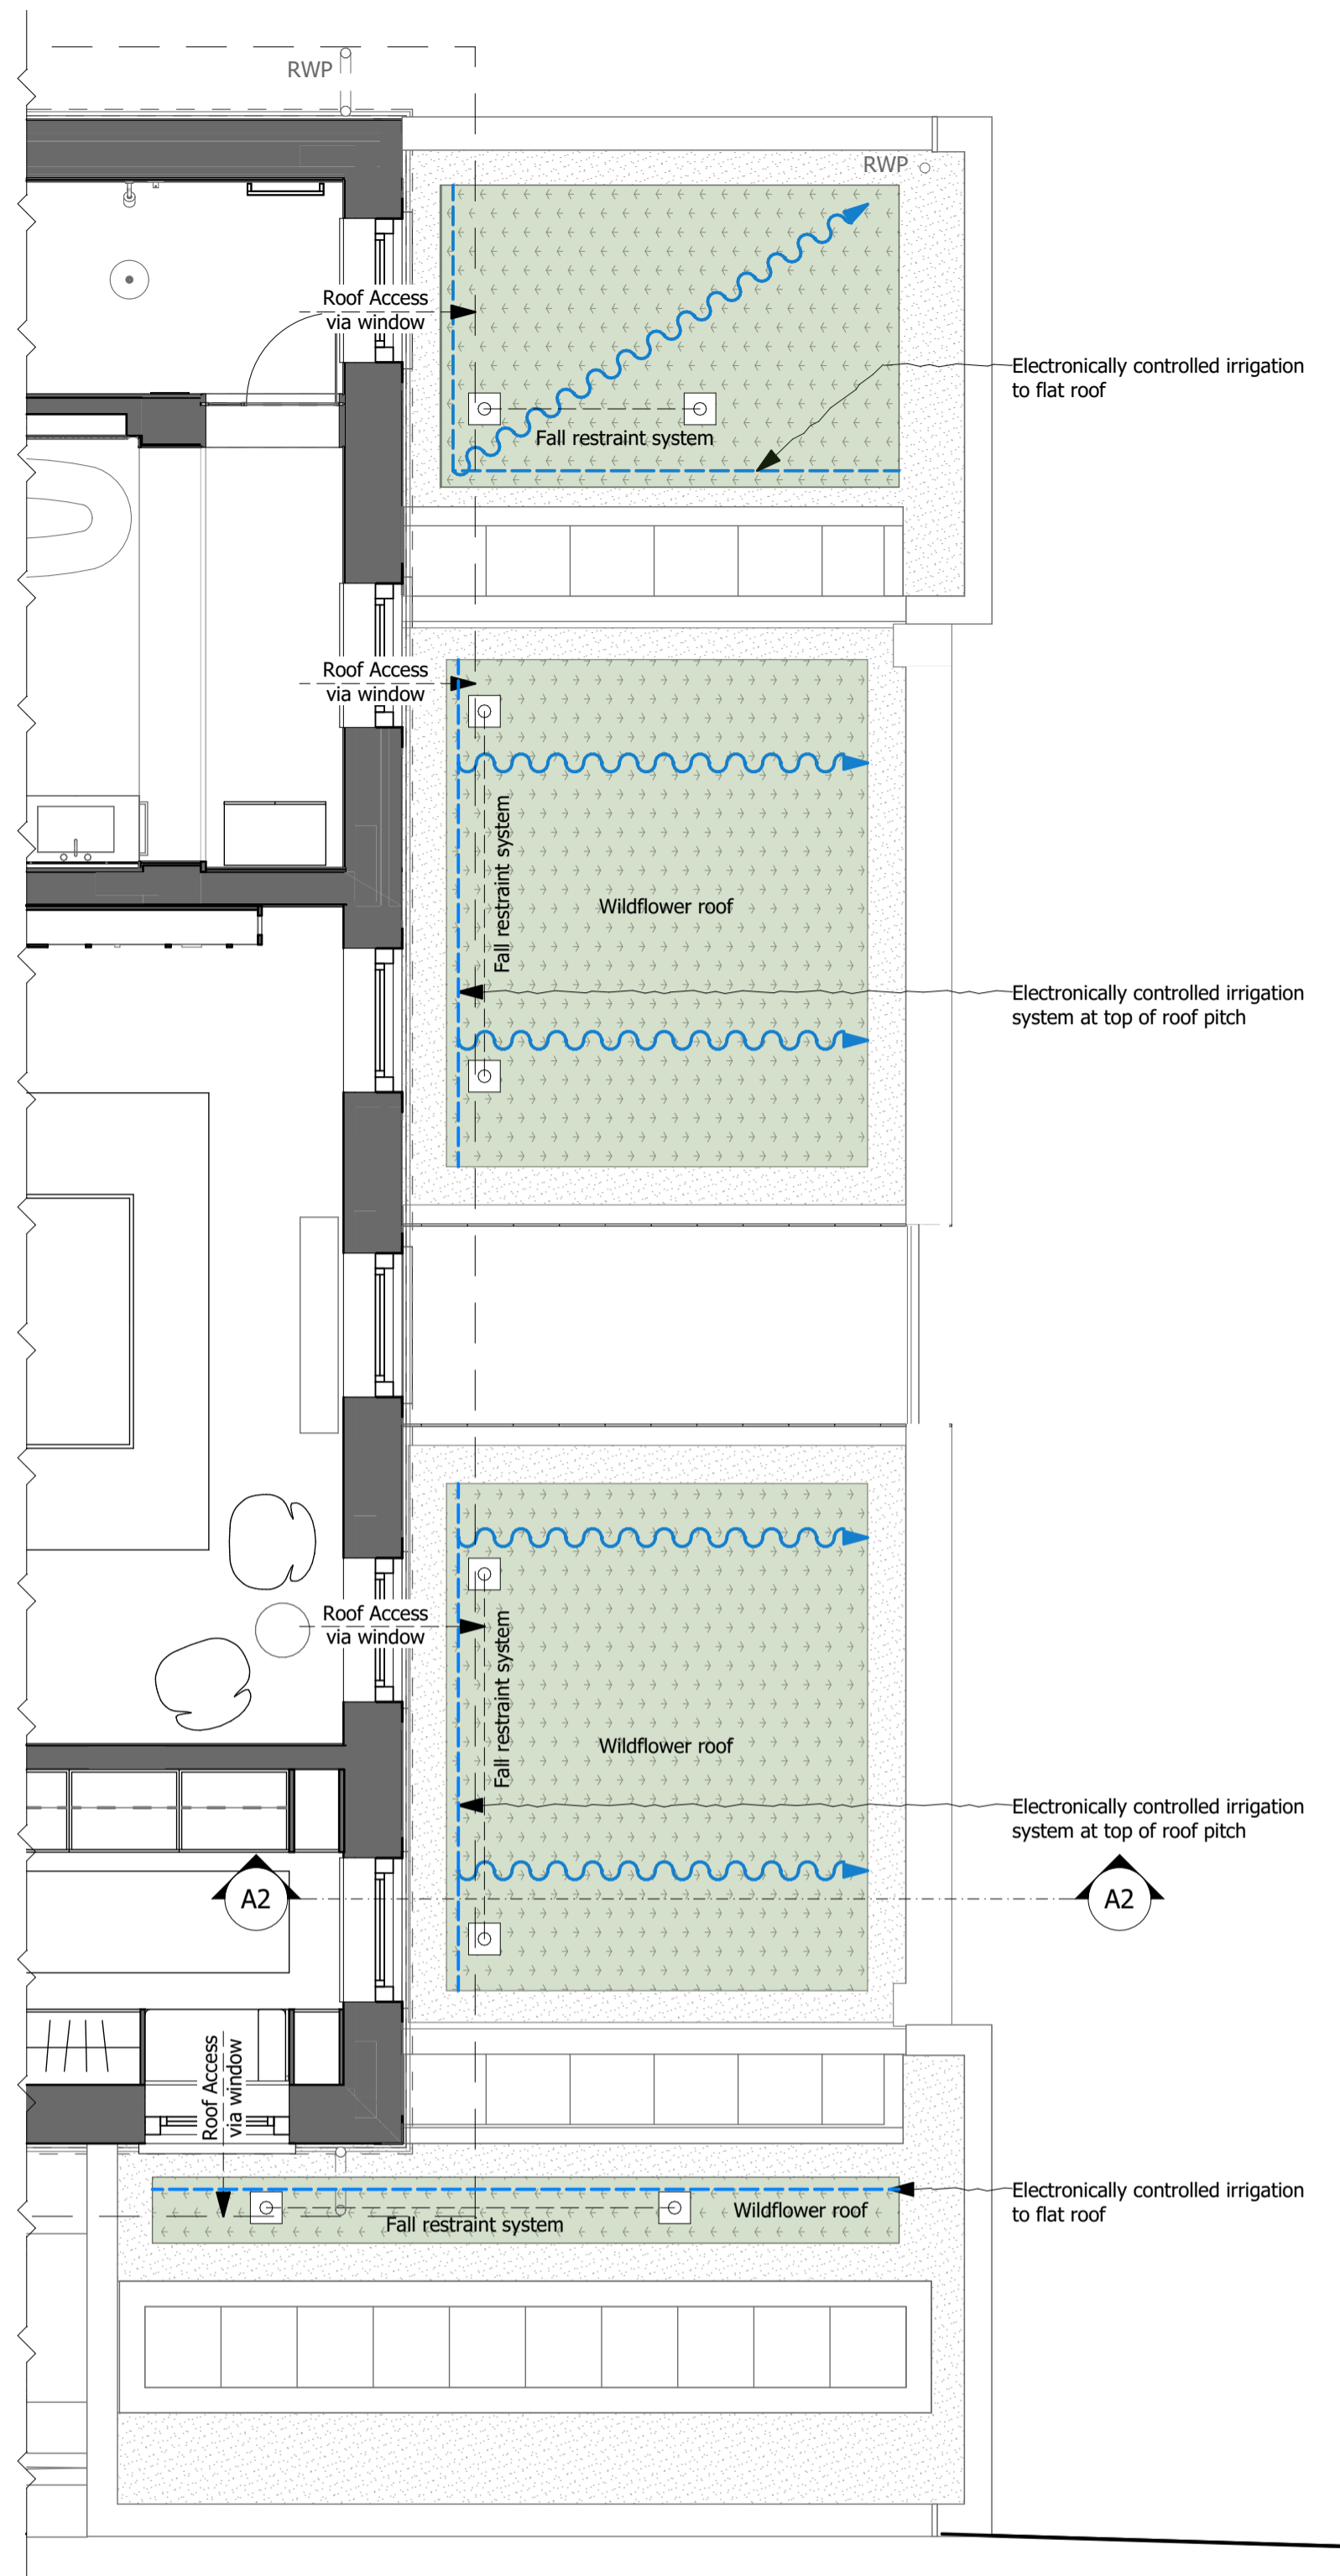 RWP
RWP
Roof Access
via window
Electronically controlled irrigation
to flat roof
Fall restraint system
Roof Access
via window
Fall restraint system
Wildflower roof
Electronically controlled irrigation
system at top of roof pitch
Roof Access
via window
Fall restraint system
Wildflower roof
Electronically controlled irrigation
system at top of roof pitch
A2
A2
Roof Access
via window
Electronically controlled irrigation
to flat roof
Wildflower roof
Fall restraint system